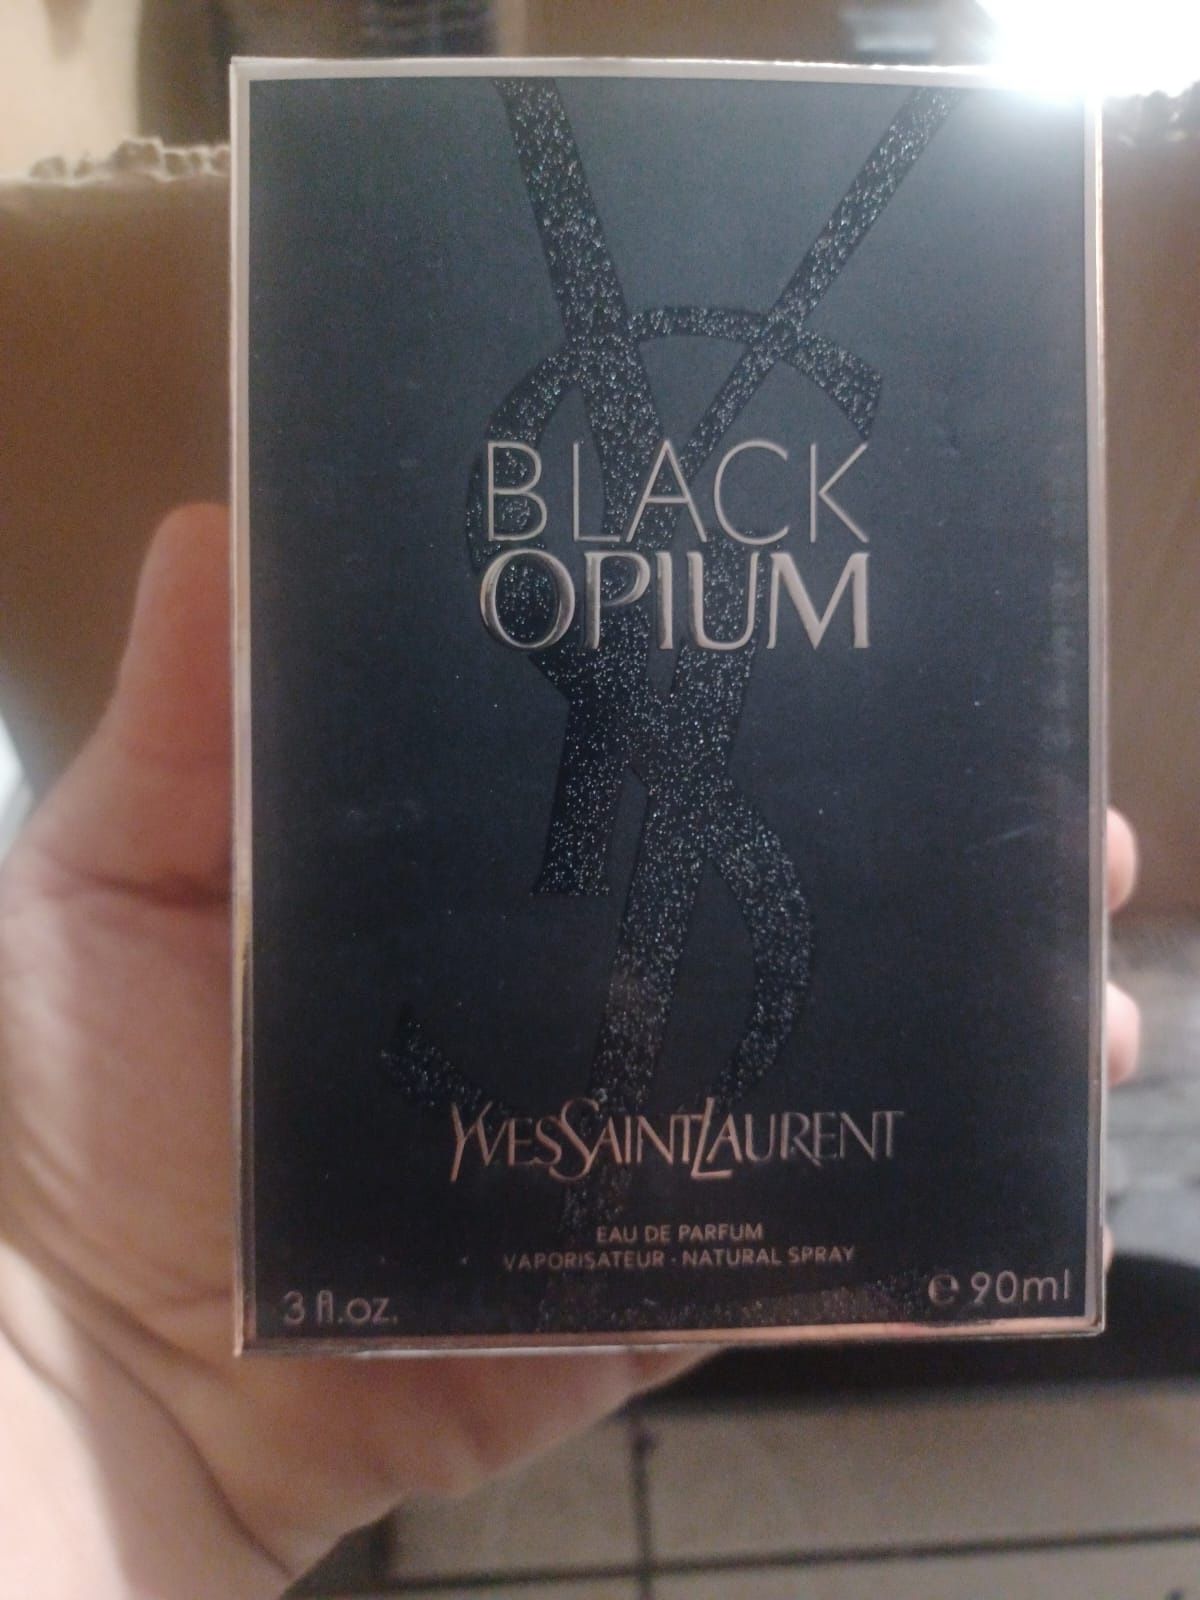 BLACK
OPIUM
YVESSAINTLAURENT
EAU DE PARFUM
VAPORISATEUR - NATURAL SPRAY
3 fl.oz.
℮ 90ml